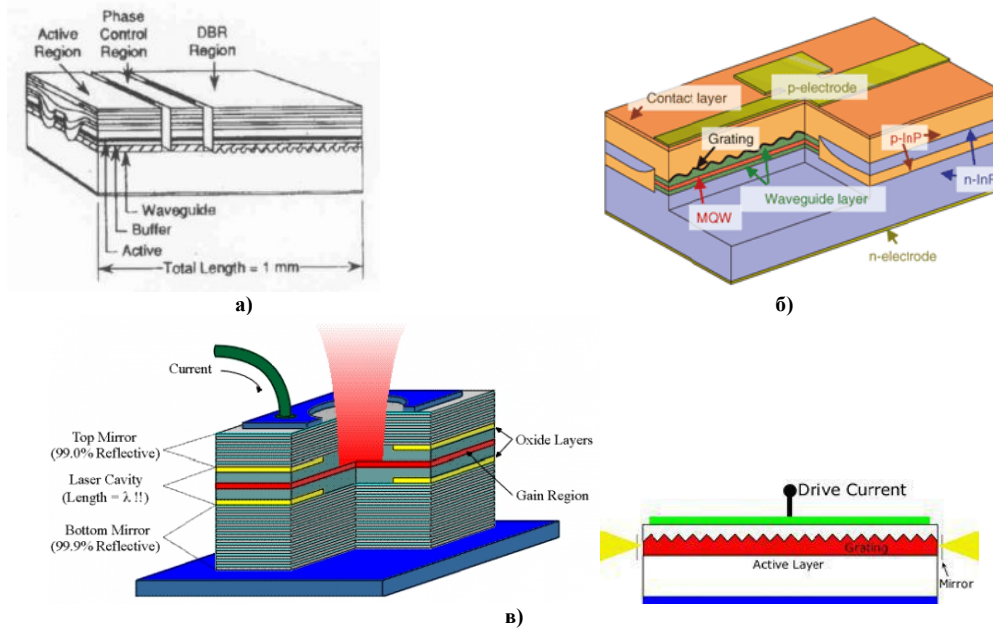 Phase
Control
Region
Active
Region
DBR
Region
Waveguide
Buffer
Active
Total Length = 1 mm
а)
p-electrode
Contact layer
Grating
p-InP
n-InP
Waveguide layer
MQW
n-electrode
б)
Current
Top Mirror
(99.0% Reflective)
Laser Cavity
(Length = λ !!)
Bottom Mirror
(99.9% Reflective)
Oxide Layers
Gain Region
Drive Current
Grating
Active Layer
Mirror
в)